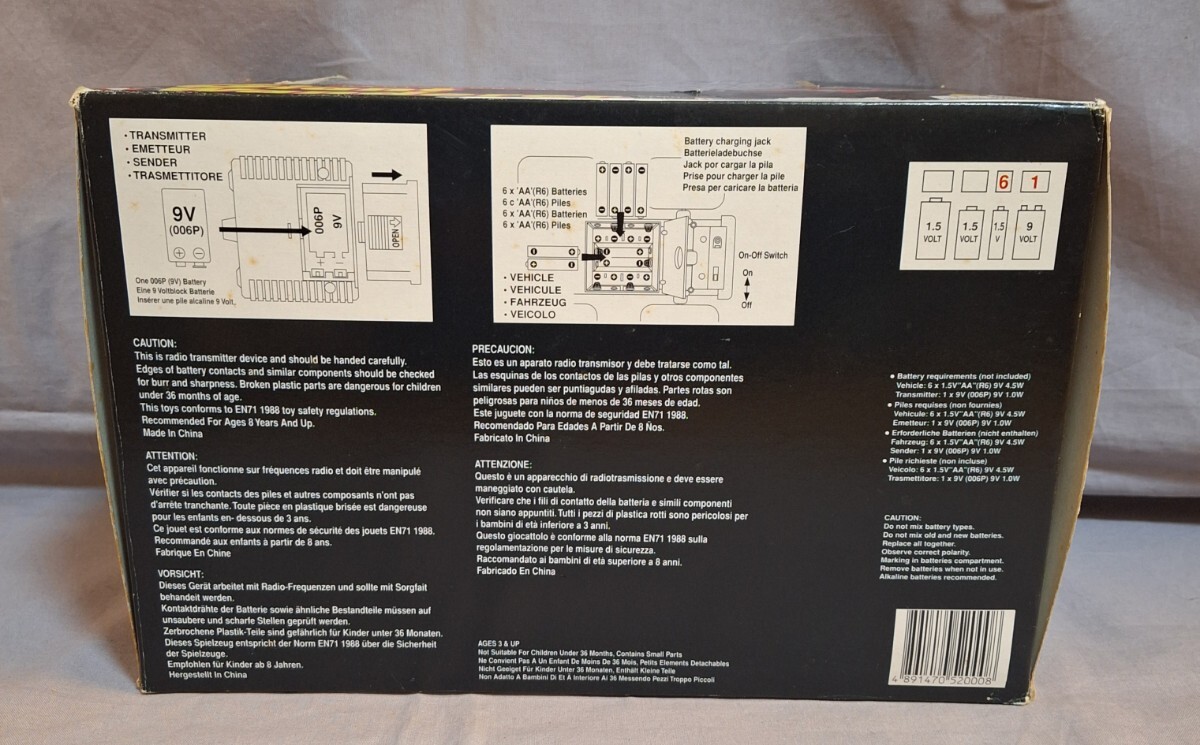 · TRANSMITTER
· EMETTEUR
· SENDER
· TRASMETTITORE
9V
(006P)
006P
9V
OPEN
One 006P (9V) Battery
Eine 9 Voltblock Batterie
Insérer une pile alcaline 9 Volt.
Battery charging jack
Batterieladebuchse
Jack por cargar la pila
Prise pour charger la pile
Presa per caricare la batteria
6 x 'AA'(R6) Batteries
6 c 'AA'(R6) Piles
6 x 'AA'(R6) Batterien
6 x 'AA'(R6) Piles
On-Off Switch
On
Off
· VEHICLE
· VEHICULE
· FAHRZEUG
· VEICOLO
6 1
1.5 VOLT
1.5 VOLT
1.5 V
9 VOLT
CAUTION:
This is radio transmitter device and should be handed carefully.
Edges of battery contacts and similar components should be checked
for burr and sharpness. Broken plastic parts are dangerous for children
under 36 months of age.
This toys conforms to EN71 1988 toy safety regulations.
Recommended For Ages 8 Years And Up.
Made In China
ATTENTION:
Cet appareil fonctionne sur fréquences radio et doit être manipulé
avec précaution.
Vérifier si les contacts des piles et autres composants n'ont pas
d'arrête tranchante. Toute pièce en plastique brisée est dangereuse
pour les enfants en- dessous de 3 ans.
Ce jouet est conforme aux normes de sécurité des jouets EN71 1988.
Recommandé aux enfants à partir de 8 ans.
Fabrique En Chine
VORSICHT:
Dieses Gerät arbeitet mit Radio-Frequenzen und sollte mit Sorgfait
behandelt werden.
Kontaktdrähte der Batterie sowie ähnliche Bestandteile müssen auf
unsaubere und scharfe Stellen geprüft werden.
Zerbrochene Plastik-Teile sind gefährlich für Kinder unter 36 Monaten.
Dieses Spielzeug entspricht der Norm EN71 1988 über die Sicherheit
der Spielzeuge.
Empfohlen für Kinder ab 8 Jahren.
Hergestellt In China
PRECAUCION:
Esto es un aparato radio transmisor y debe tratarse como tal.
Las esquinas de los contactos de las pilas y otros componentes
similares pueden ser puntiagudas y afiladas. Partes rotas son
peligrosas para niños de menos de 36 meses de edad.
Este juguete con la norma de seguridad EN71 1988.
Recomendado Para Edades A Partir De 8 Ños.
Fabricato In China
ATTENZIONE:
Questo è un apparecchio di radiotrasmissione e deve essere
maneggiato con cautela.
Verificare che i fili di contatto della batteria e simili componenti
non siano appuntiti. Tutti i pezzi di plastica rotti sono pericolosi per
i bambini di età inferiore a 3 anni.
Questo giocattolo è conforme alla norma EN71 1988 sulla
regolamentazione per le misure di sicurezza.
Raccomandato ai bambini di età superiore a 8 anni.
Fabricado En China
AGES 3 & UP
Not Suitable For Children Under 36 Months, Contains Small Parts
Ne Convient Pas A Un Enfant De Moins De 36 Mois, Petits Elements Detachables
Nicht Geeiget Für Kinder Unter 36 Monaten, Enthält Kleine Teile
Non Adatto A Bambini Di Et A Interiore Ai 36 Messendo Pezzi Troppo Piccoli
● Battery requirements (not included)
Vehicle: 6 x 1.5V"AA"(R6) 9V 4.5W
Transmitter: 1 x 9V (006P) 9V 1.0W
● Piles requises (non fournies)
Vehicule: 6 x 1.5V"AA"(R6) 9V 4.5W
Emetteur: 1 x 9V (006P) 9V 1.0W
● Erforderliche Batterien (nicht enthalten)
Fahrzeug: 6 x 1.5V"AA"(R6) 9V 4.5W
Sender: 1 x 9V (006P) 9V 1.0W
● Pile richieste (non incluse)
Veicolo: 6 x 1.5V"AA"(R6) 9V 4.5W
Trasmettitore: 1 x 9V (006P) 9V 1.0W
CAUTION:
Do not mix battery types.
Do not mix old and new batteries.
Replace all together.
Observe correct polarity.
Marking in batteries compartment.
Remove batteries when not in use.
Alkaline batteries recommended.
4 891470 520008